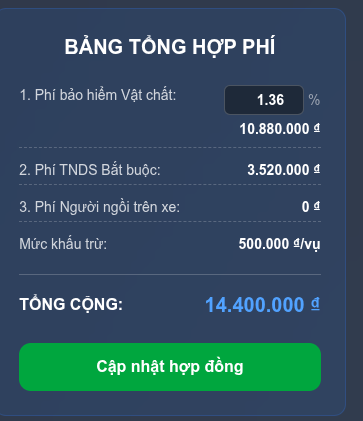 BẢNG TỔNG HỢP PHÍ
1. Phí bảo hiểm Vật chất: 1.36 %
10.880.000 ₫
2. Phí TNDS Bắt buộc: 3.520.000 ₫
3. Phí Người ngồi trên xe: 0 ₫
Mức khấu trừ: 500.000 ₫/vụ
TỔNG CỘNG: 14.400.000 ₫
Cập nhật hợp đồng